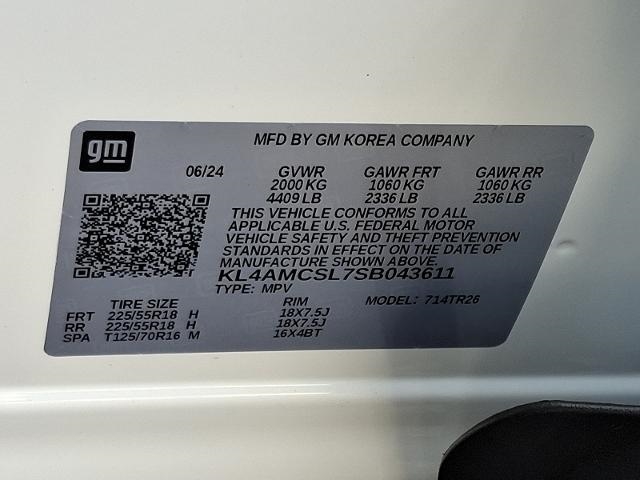 gm
MFD BY GM KOREA COMPANY
06/24 GVWR GAWR FRT GAWR RR
2000 KG 1060 KG 1060 KG
4409 LB 2336 LB 2336 LB
THIS VEHICLE CONFORMS TO ALL
APPLICABLE U.S. FEDERAL MOTOR
VEHICLE SAFETY AND THEFT PREVENTION
STANDARDS IN EFFECT ON THE DATE OF
MANUFACTURE SHOWN ABOVE.
KL4AMCSL7SB043611
TYPE: MPV
TIRE SIZE RIM MODEL: 714TR26
FRT 225/55R18 H 18X7.5J
RR 225/55R18 H 18X7.5J
SPA T125/70R16 M 16X4BT